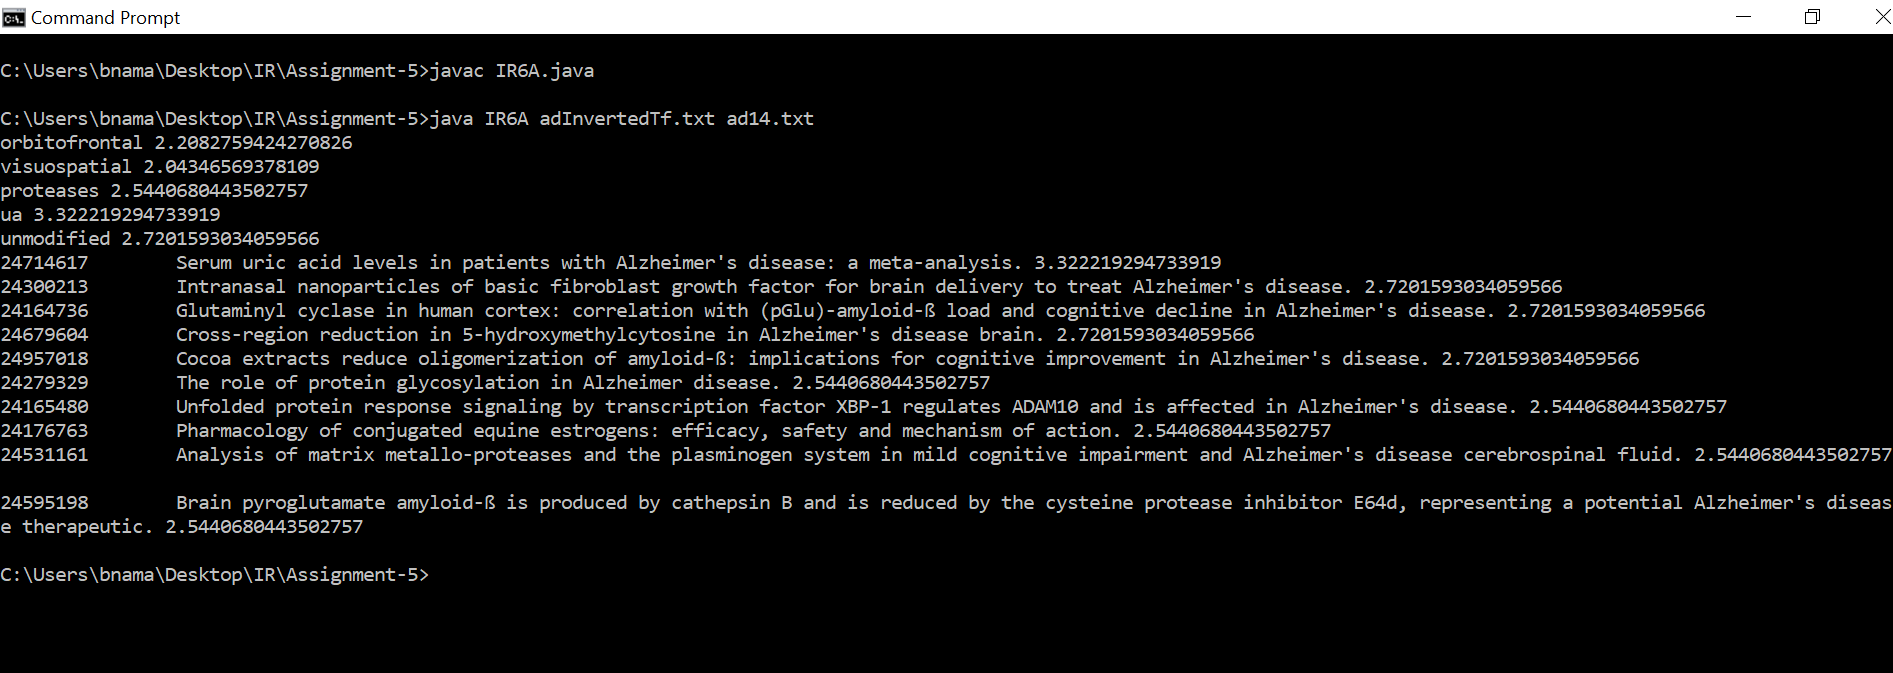 Command Prompt
C:\Users\bnama\Desktop\IR\Assignment-5>javac IR6A.java
C:\Users\bnama\Desktop\IR\Assignment-5>java IR6A adInvertedTf.txt ad14.txt
orbitofrontal 2.2082759424270826
visuospatial 2.04346569378109
proteases 2.5440680443502757
ua 3.322219294733919
unmodified 2.7201593034059566
24714617 Serum uric acid levels in patients with Alzheimer's disease: a meta-analysis. 3.322219294733919
24300213 Intranasal nanoparticles of basic fibroblast growth factor for brain delivery to treat Alzheimer's disease. 2.7201593034059566
24164736 Glutaminyl cyclase in human cortex: correlation with (pGlu)-amyloid-ß load and cognitive decline in Alzheimer's disease. 2.7201593034059566
24679604 Cross-region reduction in 5-hydroxymethylcytosine in Alzheimer's disease brain. 2.7201593034059566
24957018 Cocoa extracts reduce oligomerization of amyloid-ß: implications for cognitive improvement in Alzheimer's disease. 2.7201593034059566
24279329 The role of protein glycosylation in Alzheimer disease. 2.5440680443502757
24165480 Unfolded protein response signaling by transcription factor XBP-1 regulates ADAM10 and is affected in Alzheimer's disease. 2.5440680443502757
24176763 Pharmacology of conjugated equine estrogens: efficacy, safety and mechanism of action. 2.5440680443502757
24531161 Analysis of matrix metallo-proteases and the plasminogen system in mild cognitive impairment and Alzheimer's disease cerebrospinal fluid. 2.5440680443502757
24595198 Brain pyroglutamate amyloid-ß is produced by cathepsin B and is reduced by the cysteine protease inhibitor E64d, representing a potential Alzheimer's diseas
e therapeutic. 2.5440680443502757
C:\Users\bnama\Desktop\IR\Assignment-5>